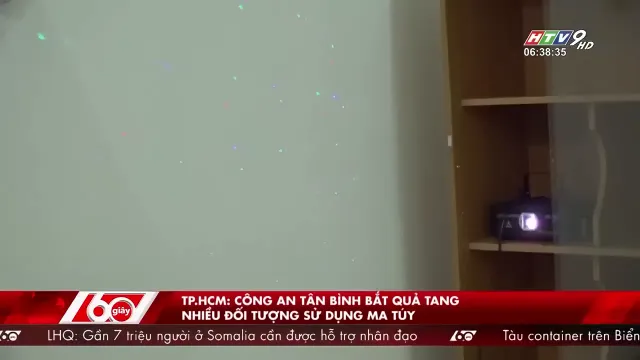 HTV9 HD
06:38:35
60 giây
TP.HCM: CÔNG AN TÂN BÌNH BẮT QUẢ TANG
NHIỀU ĐỐI TƯỢNG SỬ DỤNG MA TÚY
60 LHQ: Gần 7 triệu người ở Somalia cần được hỗ trợ nhân đạo 60 Tàu container trên Biển